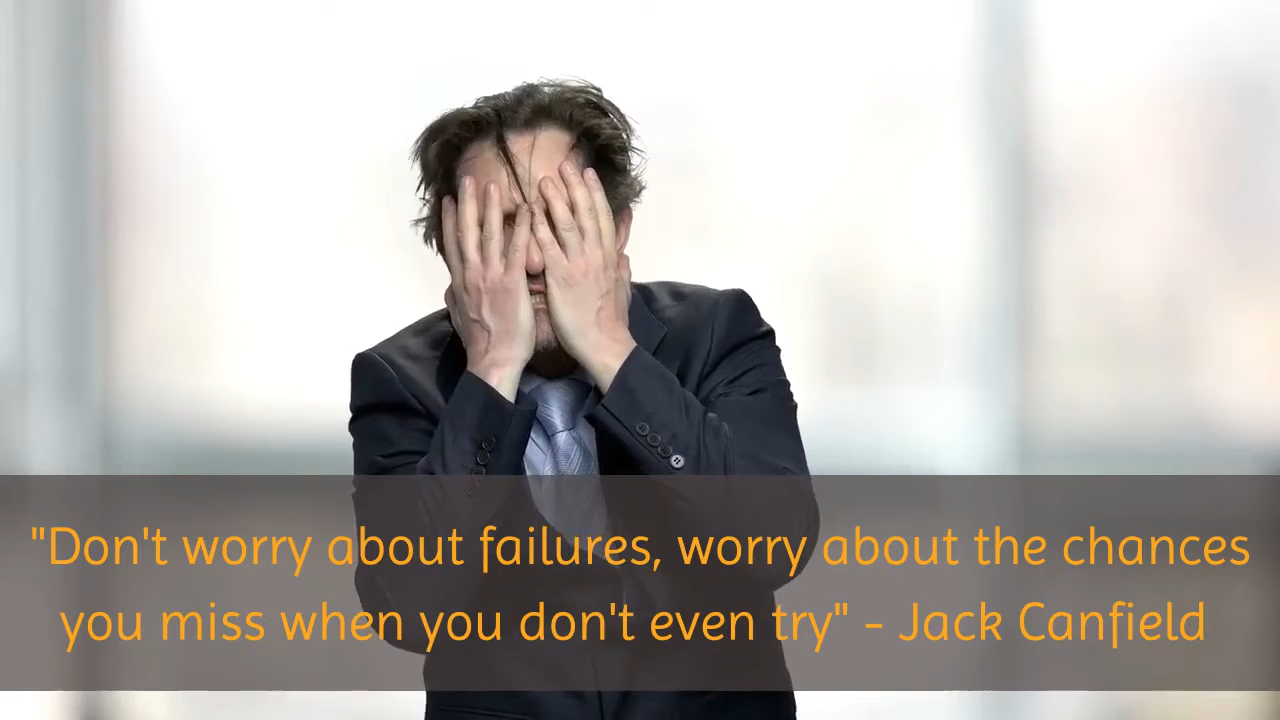 "Don't worry about failures, worry about the chances
you miss when you don't even try" - Jack Canfield